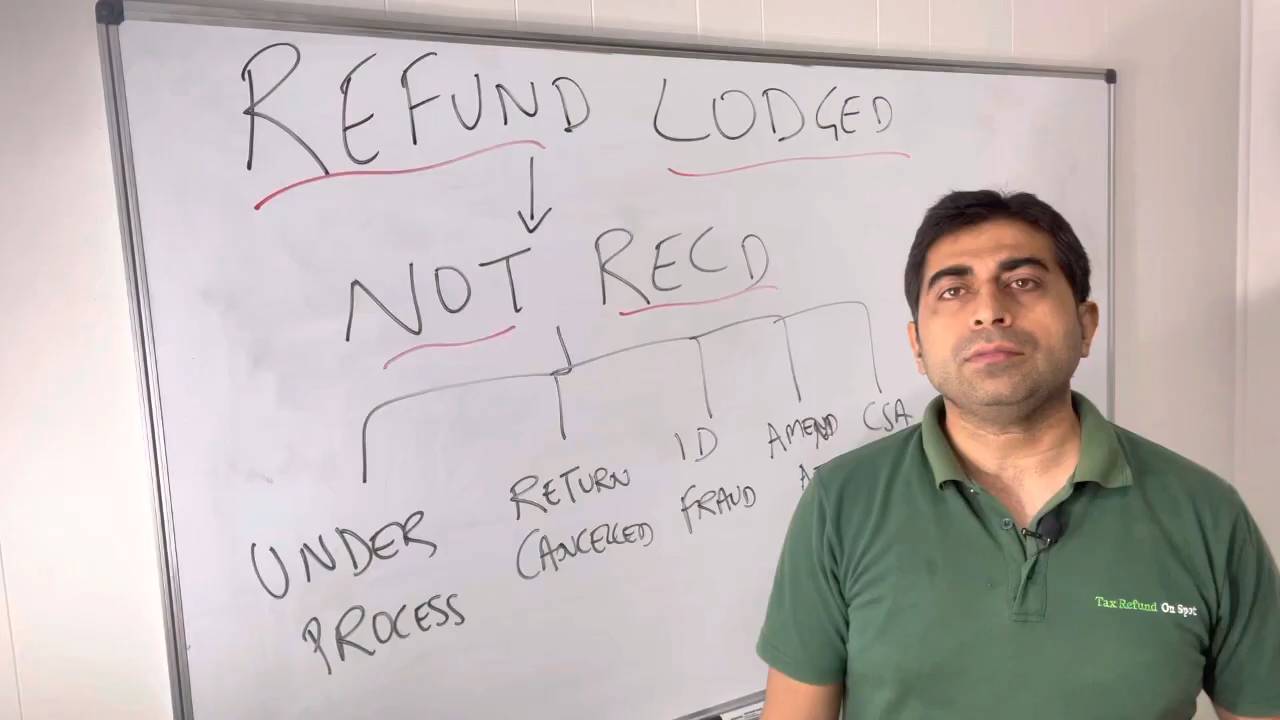 REFUND LODGED
NOT RECD
UNDER
PROCESS
RETURN
CANCELLED
ID
FRAUD
AMEND
CSA
Tax Refund On Spot